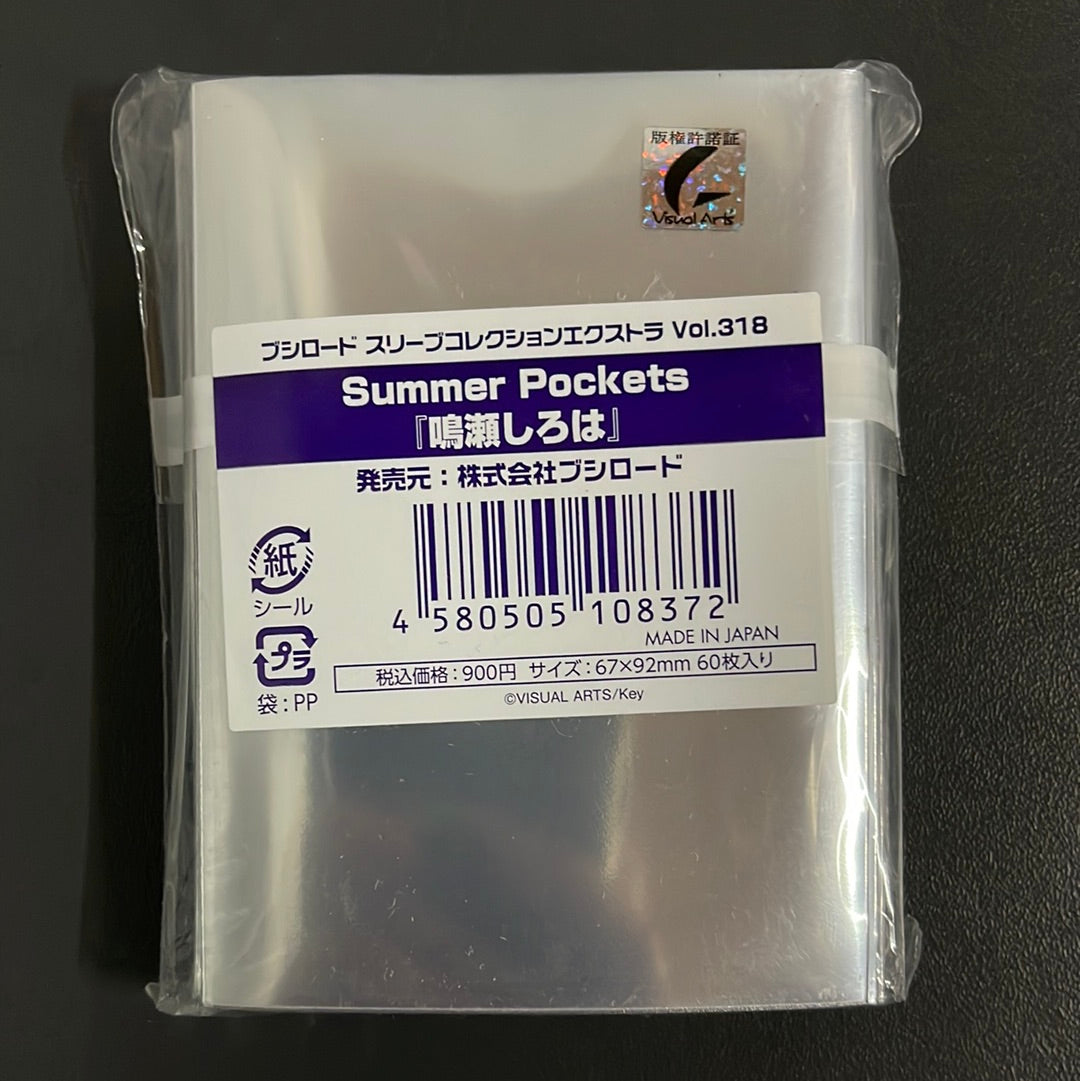 版権許諾証
Visual Arts
ブシロード スリーブコレクションエクストラ Vol.318
Summer Pockets
『鳴瀬しろは』
発売元：株式会社ブシロード
紙
シール
プラ
袋：PP
4 580505 108372
MADE IN JAPAN
税込価格：900円 サイズ：67×92mm 60枚入り
©VISUAL ARTS/Key